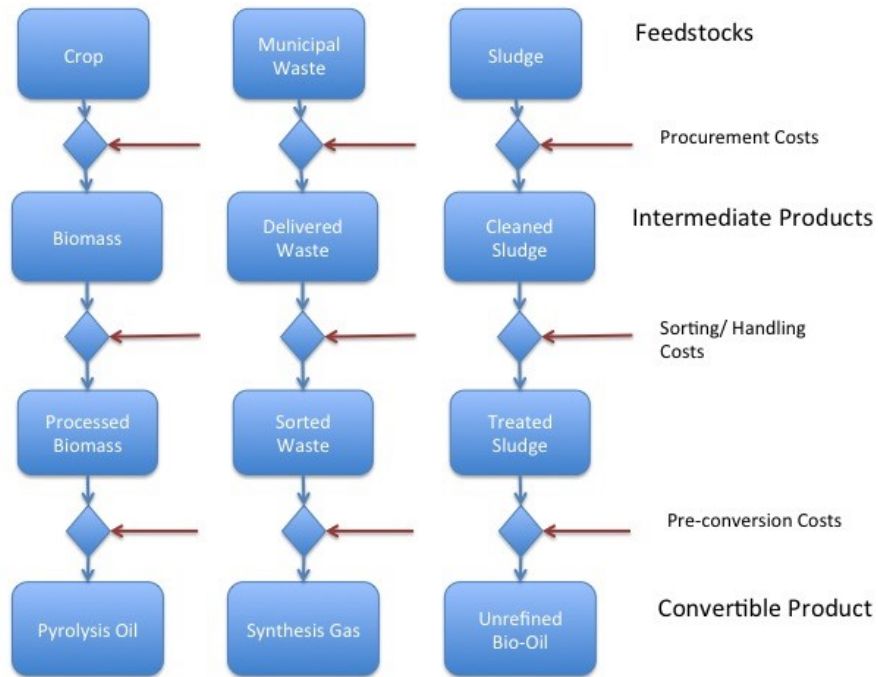 Crop
Municipal
Waste
Sludge
Feedstocks
Procurement Costs
Biomass
Delivered
Waste
Cleaned
Sludge
Intermediate Products
Sorting/ Handling
Costs
Processed
Biomass
Sorted
Waste
Treated
Sludge
Pre-conversion Costs
Pyrolysis Oil
Synthesis Gas
Unrefined
Bio-Oil
Convertible Product